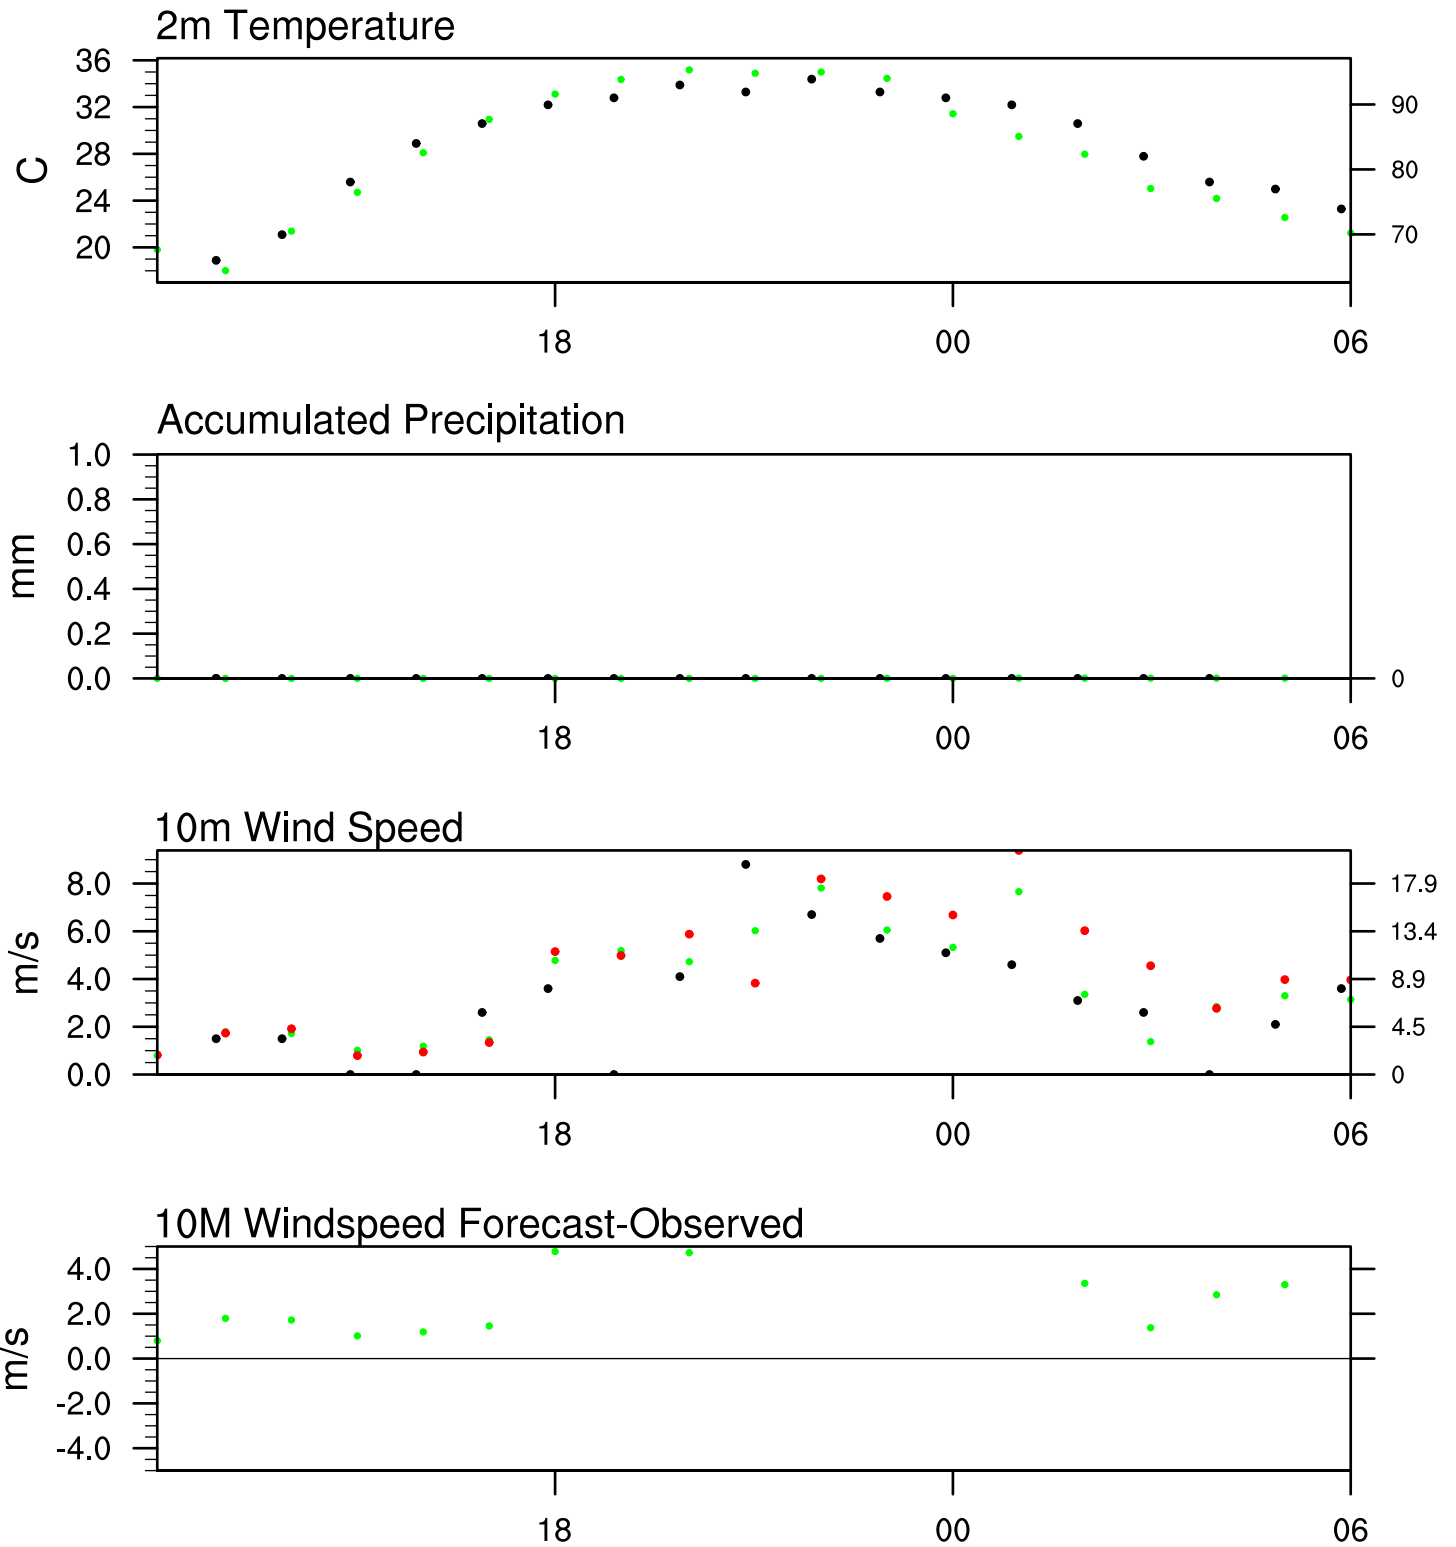 2m Temperature
36
32
28
24
20
C
90
80
70
18 00 06
Accumulated Precipitation
1.0
0.8
0.6
0.4
0.2
0.0
mm
0
18 00 06
10m Wind Speed
8.0
6.0
4.0
2.0
0.0
m/s
17.9
13.4
8.9
4.5
0
18 00 06
10M Windspeed Forecast-Observed
4.0
2.0
0.0
-2.0
-4.0
m/s
18 00 06